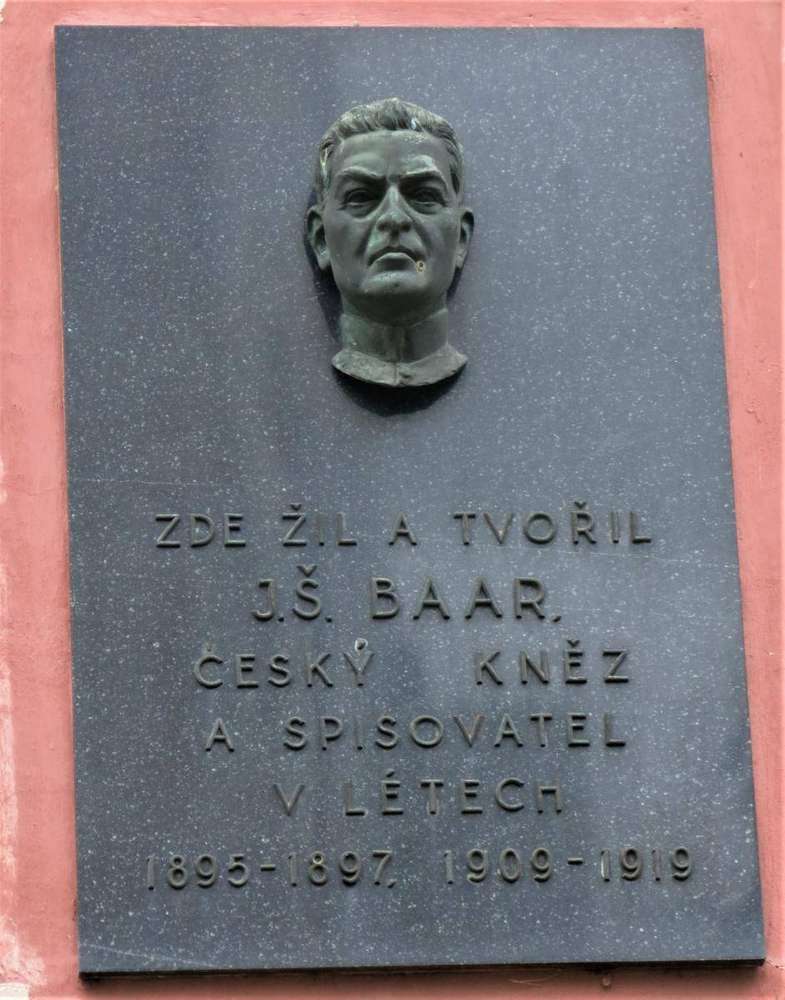 ZDE ŽIL A TVOŘIL
J.Š. BAAR,
ČESKÝ KNĚZ
A SPISOVATEL
V LÉTECH
1895-1897, 1909-1919